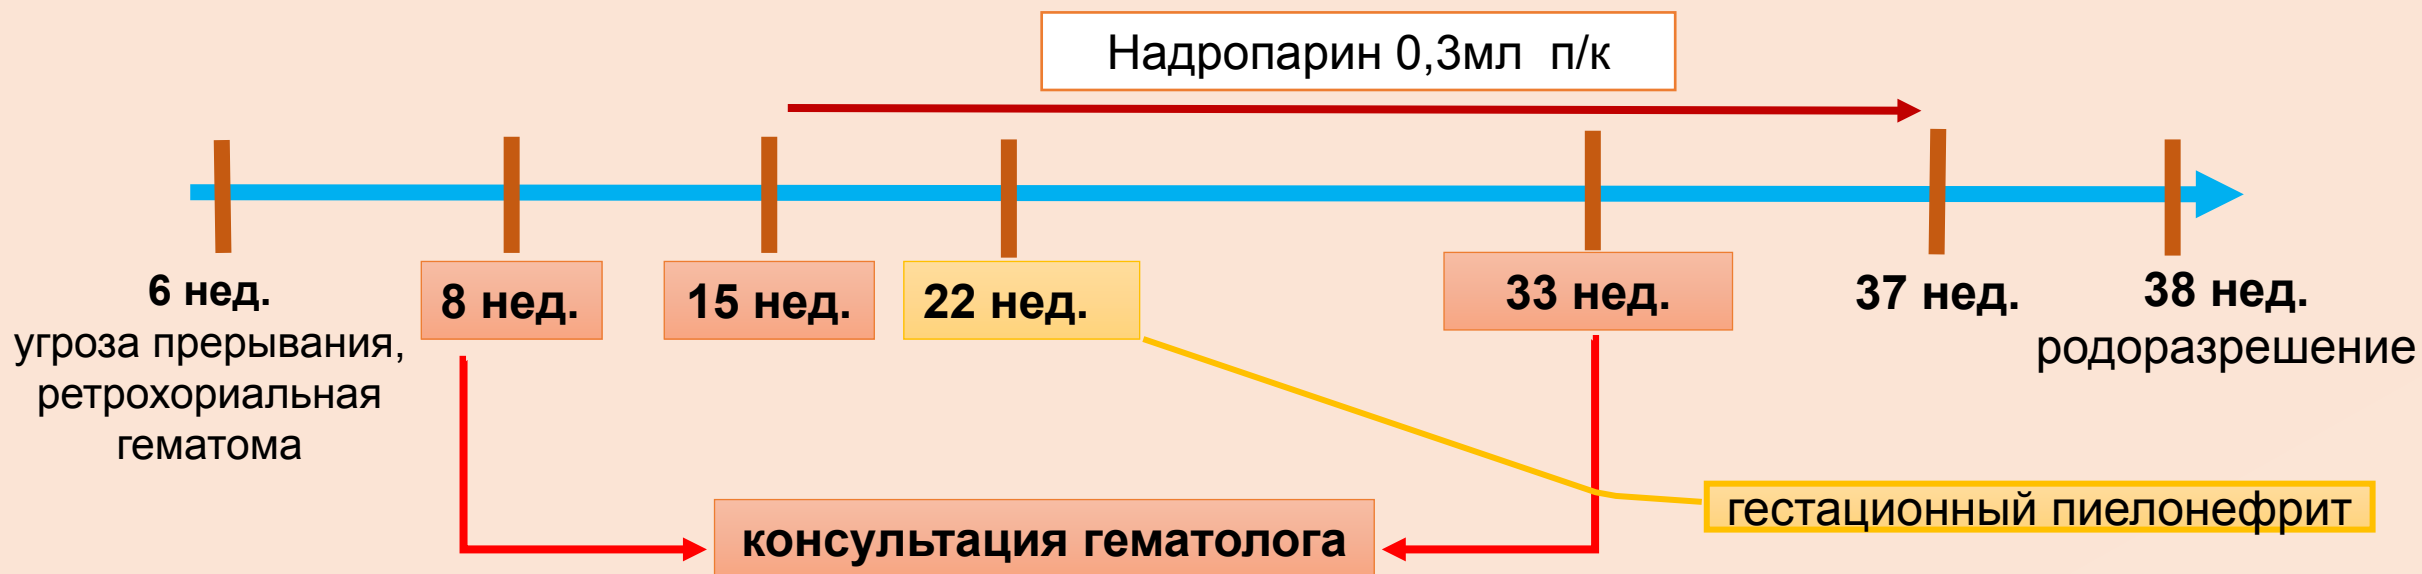 Надропарин 0,3мл п/к
6 нед.
угроза прерывания,
ретрохориальная
гематома
8 нед.
15 нед.
22 нед.
33 нед.
37 нед.
38 нед.
родоразрешение
гестационный пиелонефрит
консультация гематолога